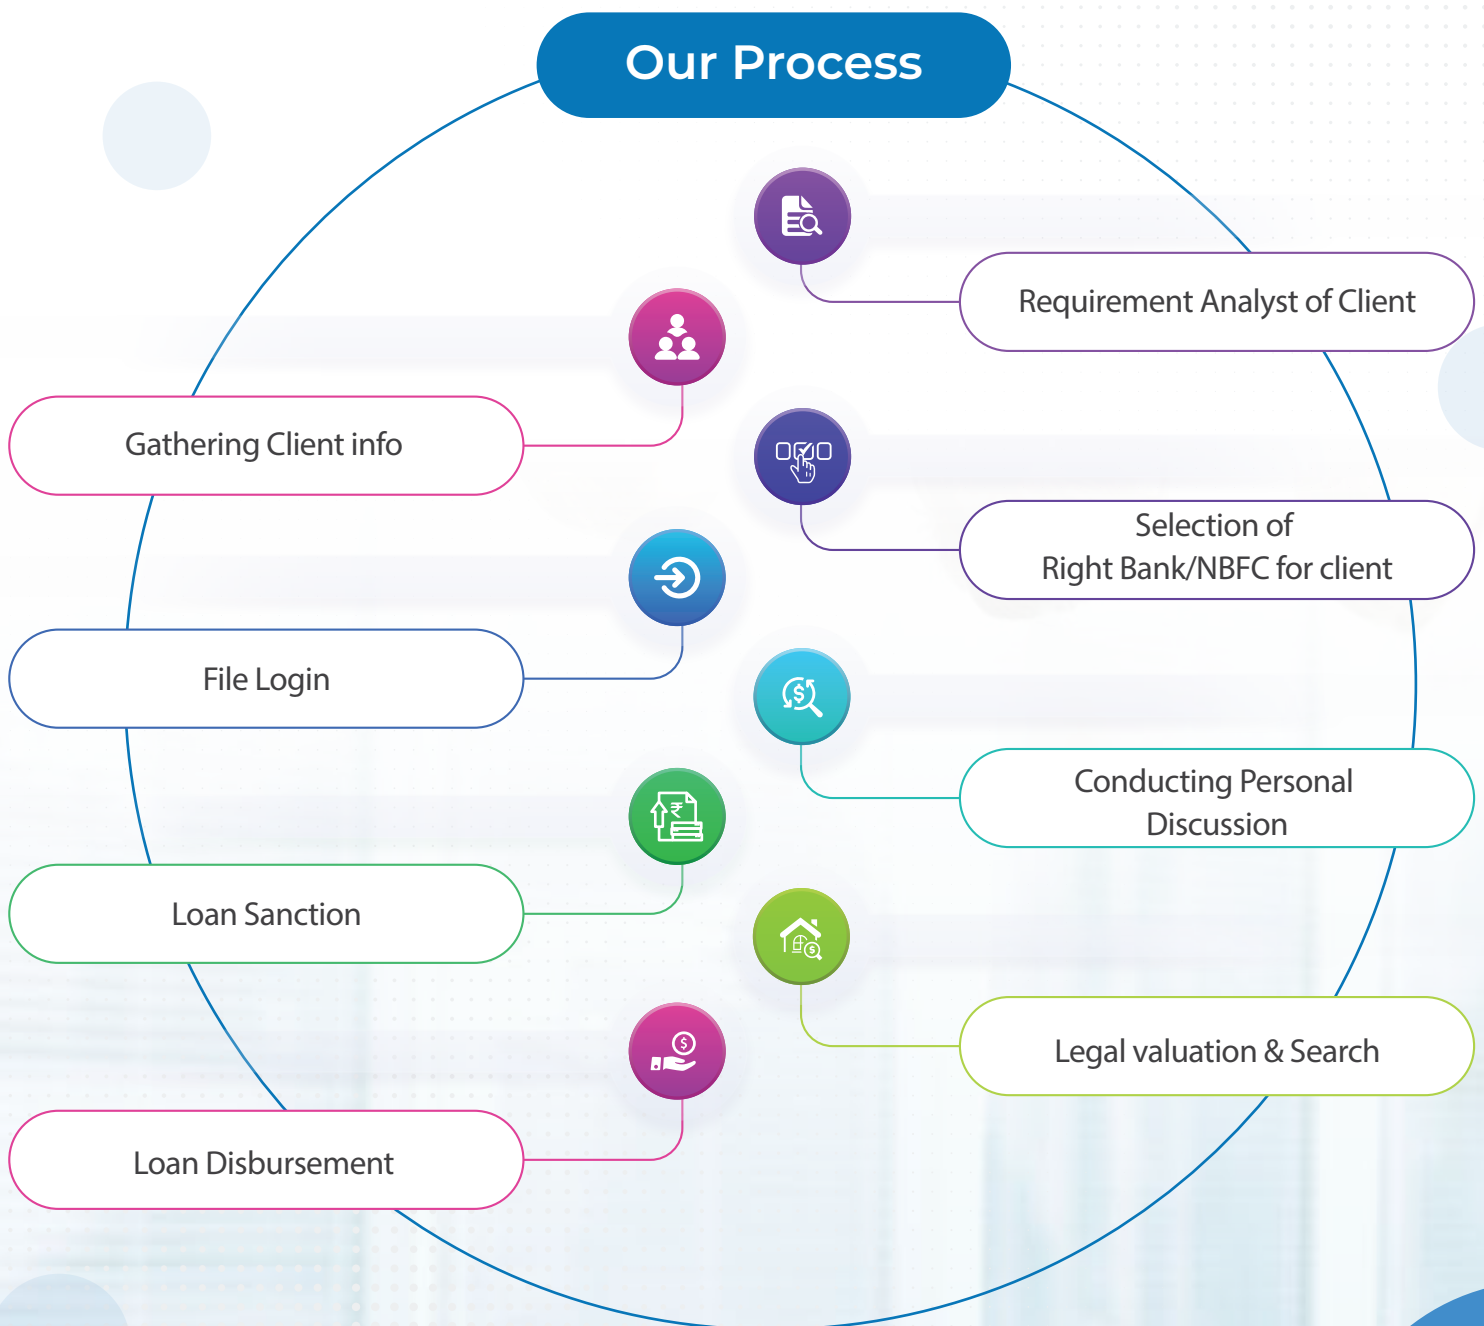 Our Process
Requirement Analyst of Client
Gathering Client info
Selection of
Right Bank/NBFC for client
File Login
Conducting Personal
Discussion
Loan Sanction
Legal valuation & Search
Loan Disbursement